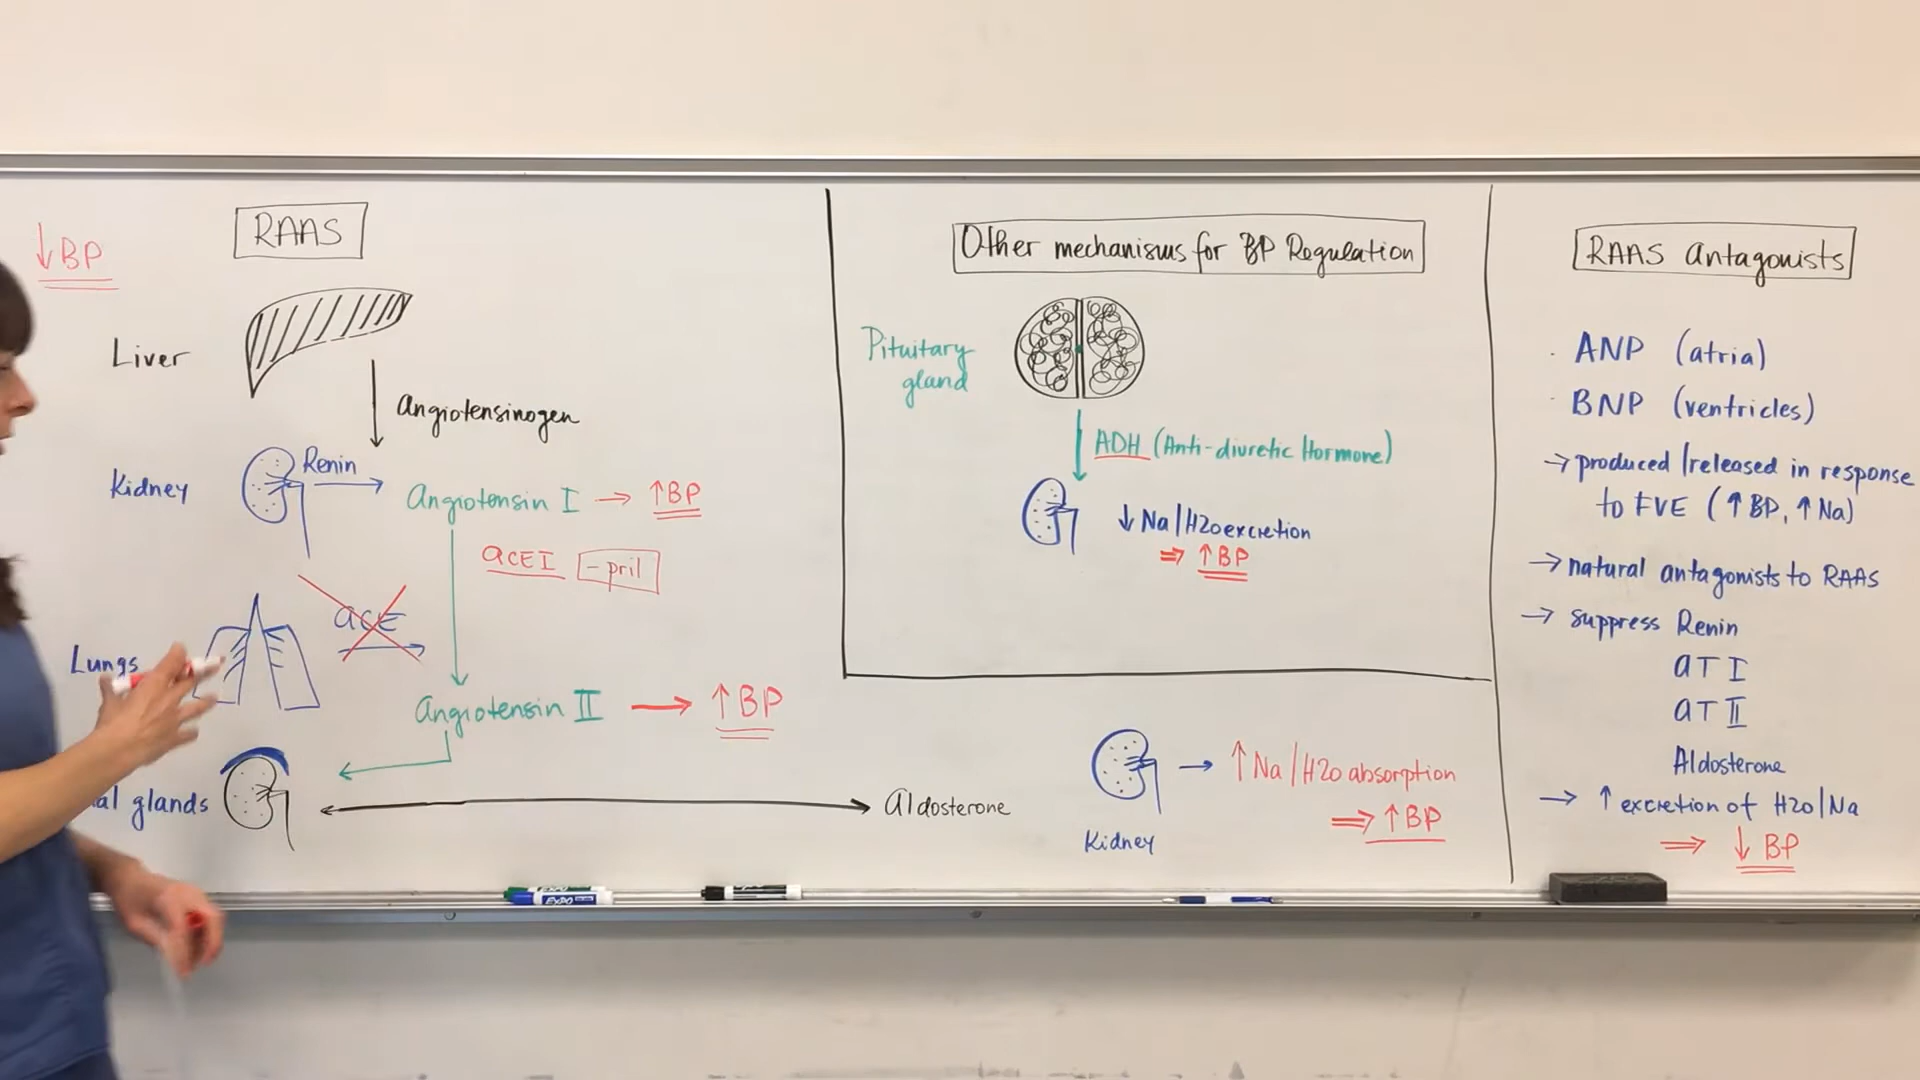 RAAS
↓BP
Liver
Angiotensinogen
Kidney
Renin
Angiotensin I → ↑BP
ACEI -pril
ACE
Lungs
Angiotensin II → ↑BP
glands
Aldosterone
Kidney
→ ↑Na/H2O absorption
⇒ ↑BP
Other mechanisms for BP Regulation
Pituitary
gland
ADH (Anti-diuretic Hormone)
↓ Na/H2O excretion
⇒ ↑BP
RAAS Antagonists
· ANP (atria)
· BNP (ventricles)
→ produced/released in response
to FVE (↑BP, ↑Na)
→ natural antagonists to RAAS
→ suppress Renin
AT I
AT II
Aldosterone
→ ↑ excretion of H2O/Na
⇒ ↓ BP
EXPO